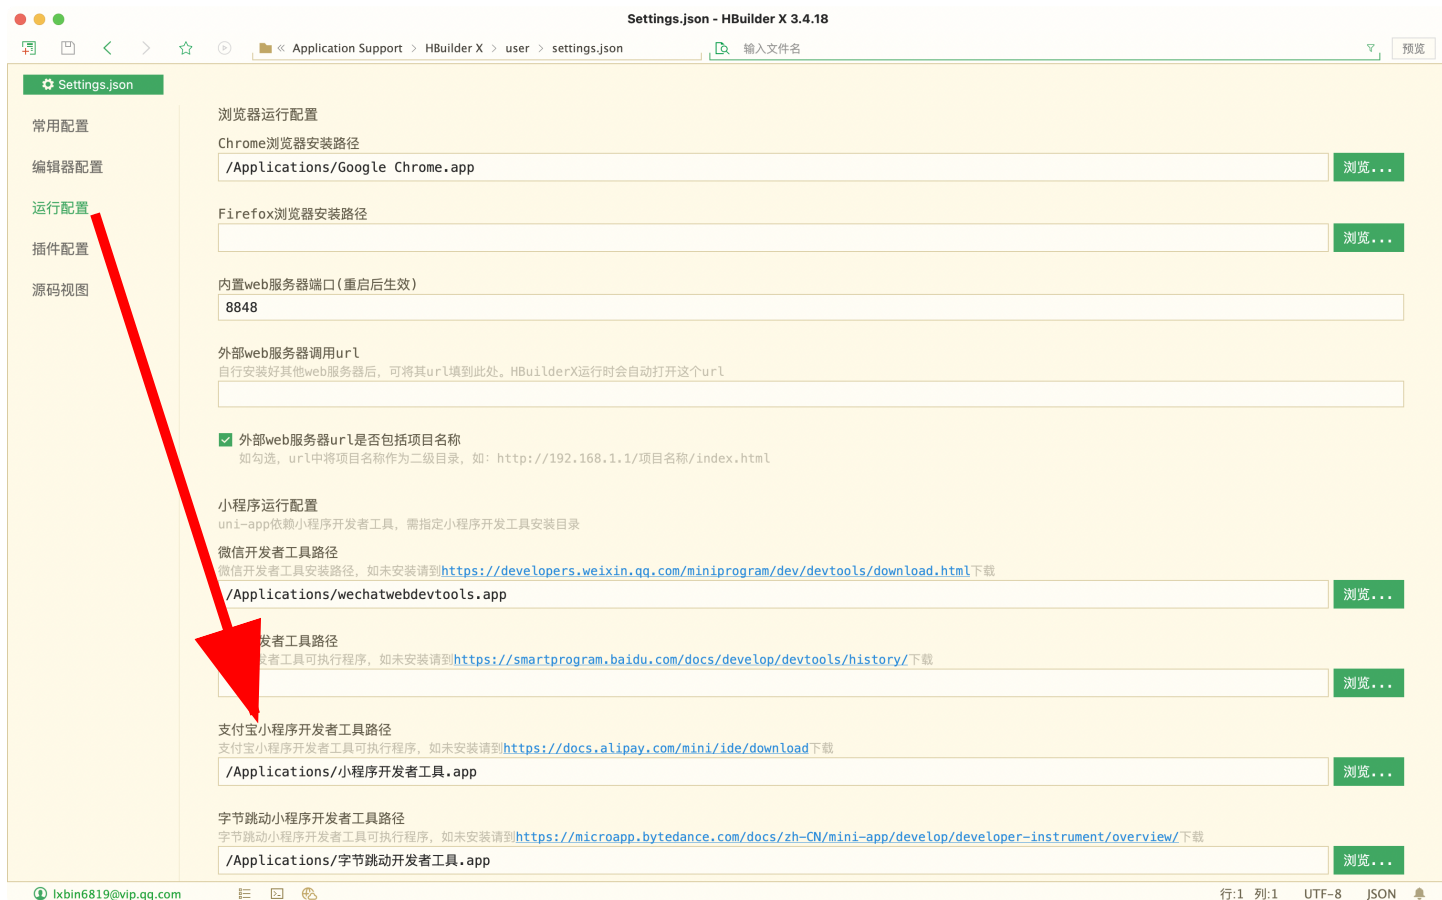 Settings.json - HBuilder X 3.4.18
Application Support > HBuilder X > user > settings.json
输入文件名
预览
Settings.json
常用配置
编辑器配置
运行配置
插件配置
源码视图
浏览器运行配置
Chrome浏览器安装路径
/Applications/Google Chrome.app
浏览...
Firefox浏览器安装路径
浏览...
内置web服务器端口(重启后生效)
8848
外部web服务器调用url
自行安装好其他web服务器后, 可将其url填到此处。HBuilderX运行时会自动打开这个url
外部web服务器url是否包括项目名称
如勾选, url中将项目名称作为二级目录, 如: http://192.168.1.1/项目名称/index.html
小程序运行配置
uni-app依赖小程序开发者工具, 需指定小程序开发工具安装目录
微信开发者工具路径
微信开发者工具安装路径, 如未安装请到https://developers.weixin.qq.com/miniprogram/dev/devtools/download.html下载
/Applications/wechatwebdevtools.app
浏览...
发者工具路径
发者工具可执行程序, 如未安装请到https://smartprogram.baidu.com/docs/develop/devtools/history/下载
浏览...
支付宝小程序开发者工具路径
支付宝小程序开发者工具可执行程序, 如未安装请到https://docs.alipay.com/mini/ide/download下载
/Applications/小程序开发者工具.app
浏览...
字节跳动小程序开发者工具路径
字节跳动小程序开发者工具可执行程序, 如未安装请到https://microapp.bytedance.com/docs/zh-CN/mini-app/develop/developer-instrument/overview/下载
/Applications/字节跳动开发者工具.app
浏览...
lxbin6819@vip.qq.com
行:1 列:1
UTF-8
JSON